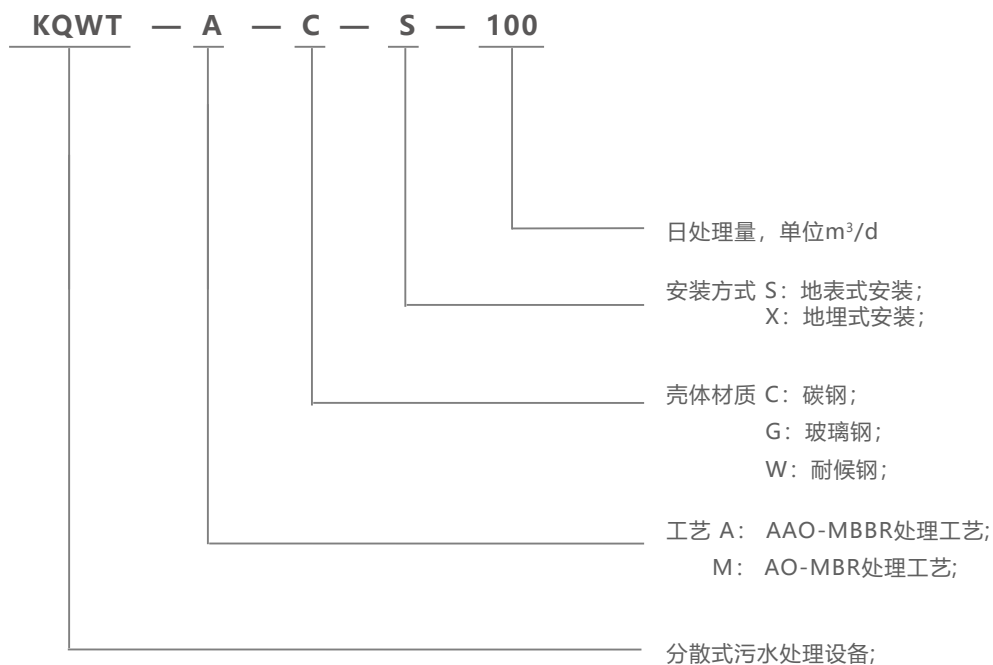 KQWT — A — C — S — 100
日处理量，单位m³/d
安装方式 S：地表式安装;
X：地埋式安装;
壳体材质 C：碳钢;
G：玻璃钢;
W：耐候钢;
工艺 A： AAO-MBBR处理工艺;
M： AO-MBR处理工艺;
分散式污水处理设备;